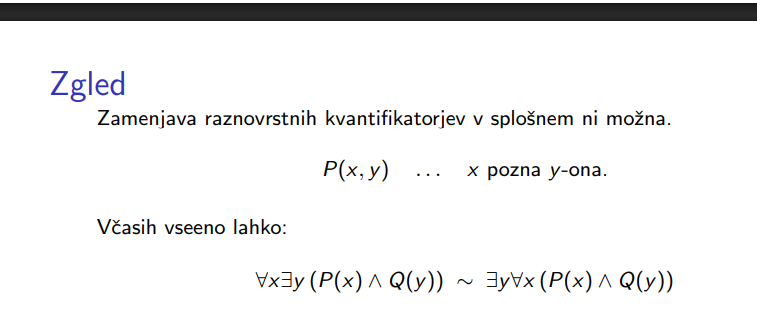 Zgled
Zamenjava raznovrstnih kvantifikatorjev v splošnem ni možna.
P(x, y) ... x pozna y-ona.
Včasih vseeno lahko:
∀x∃y (P(x) ∧ Q(y)) ∼ ∃y∀x (P(x) ∧ Q(y))